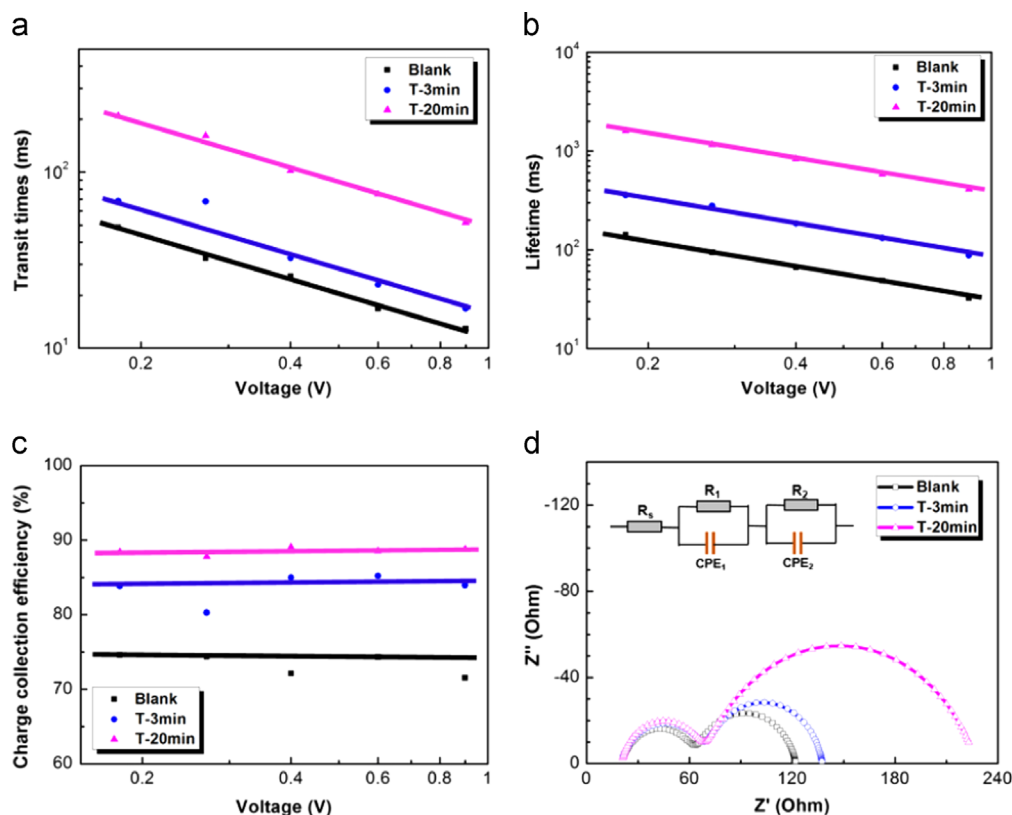 a
Transit times (ms)
10²
10¹
Blank
T-3min
T-20min
0.2
0.4
0.6
0.8
1
Voltage (V)
b
Lifetime (ms)
10⁴
10³
10²
10¹
Blank
T-3min
T-20min
0.2
0.4
0.6
0.8
1
Voltage (V)
c
Charge collection efficiency (%)
100
90
80
70
60
Blank
T-3min
T-20min
0.2
0.4
0.6
0.8
1
Voltage (V)
d
Z'' (Ohm)
-120
-80
-40
0
Rs
R1
R2
CPE1
CPE2
Blank
T-3min
T-20min
0
60
120
180
240
Z' (Ohm)